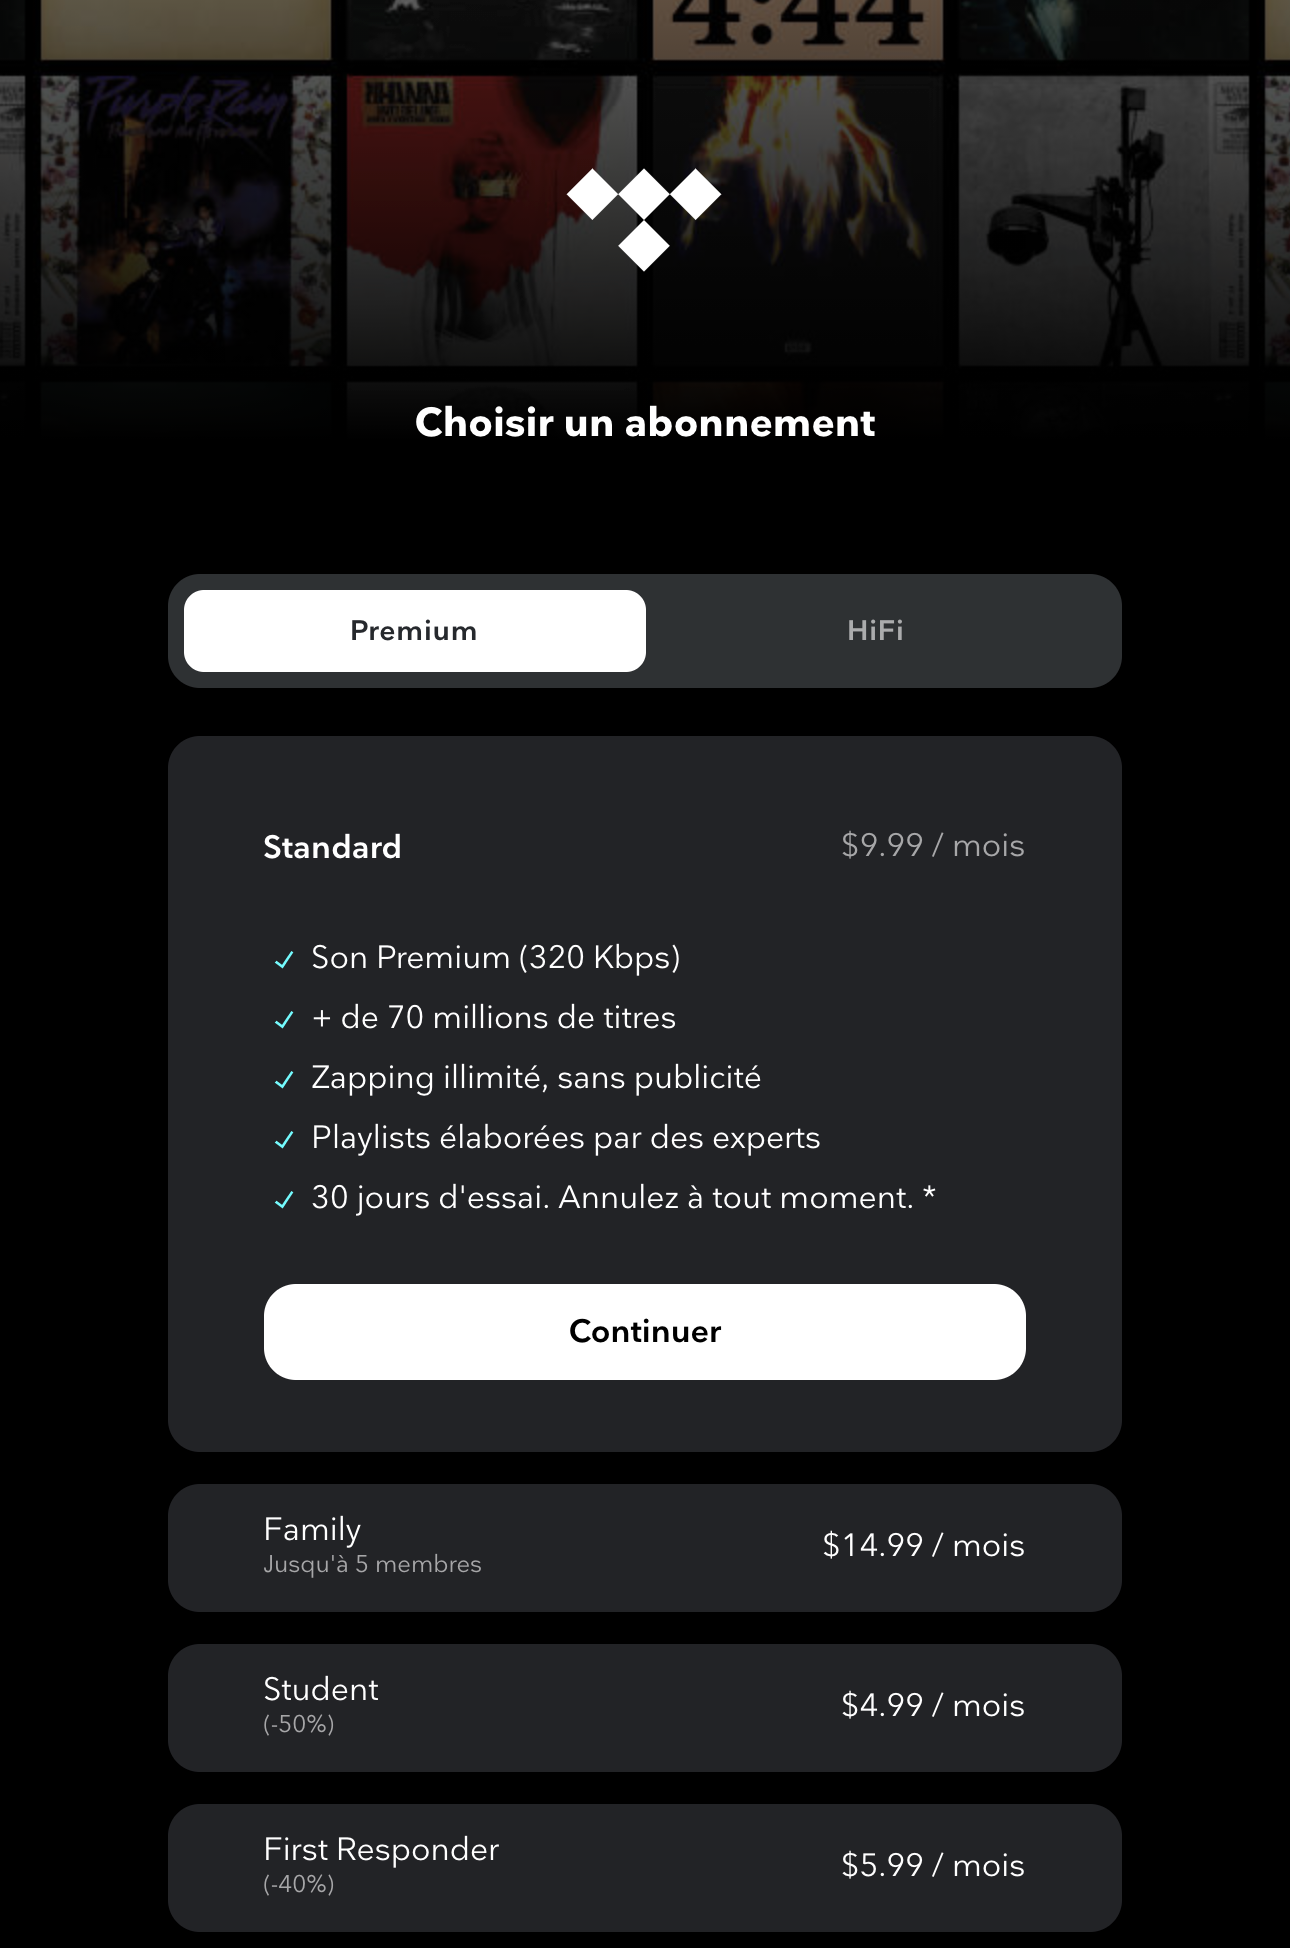 4:44
Purple Rain
RIHANNA
Choisir un abonnement
Premium
HiFi
Standard
$9.99 / mois
Son Premium (320 Kbps)
+ de 70 millions de titres
Zapping illimité, sans publicité
Playlists élaborées par des experts
30 jours d'essai. Annulez à tout moment. *
Continuer
Family
$14.99 / mois
Jusqu'à 5 membres
Student
$4.99 / mois
(-50%)
First Responder
$5.99 / mois
(-40%)